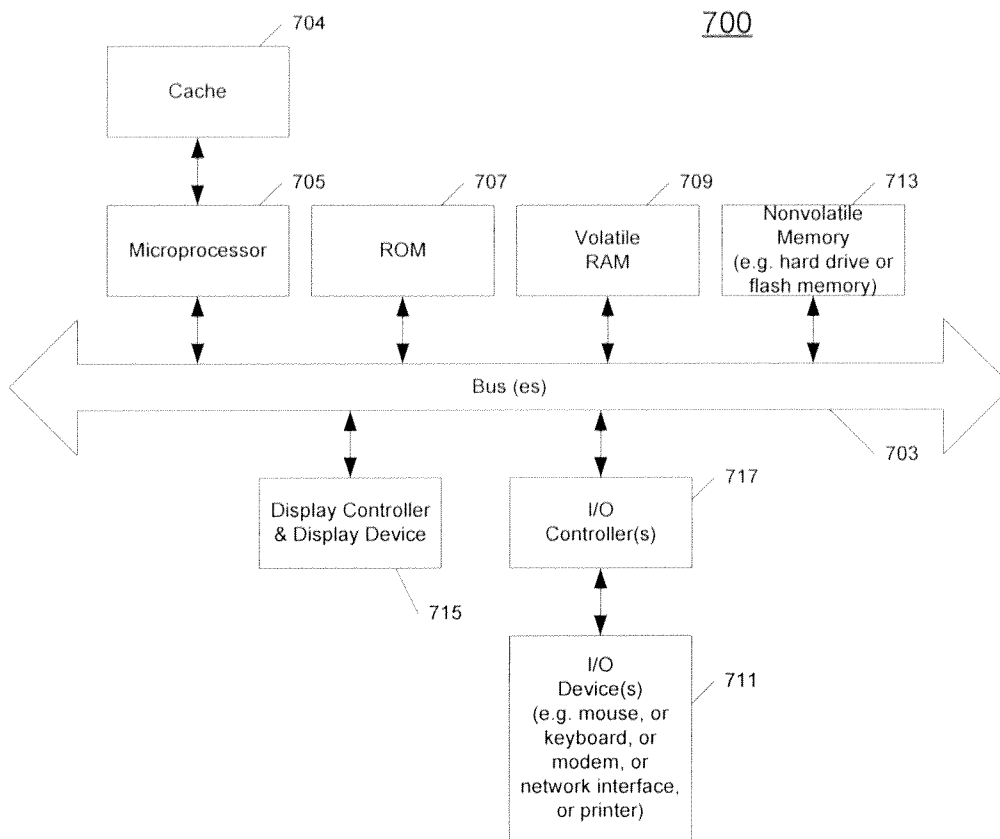 700
704
Cache
705
Microprocessor
707
ROM
709
Volatile
RAM
713
Nonvolatile
Memory
(e.g. hard drive or
flash memory)
Bus (es)
703
Display Controller
& Display Device
715
717
I/O
Controller(s)
I/O
Device(s)
(e.g. mouse, or
keyboard, or
modem, or
network interface,
or printer)
711